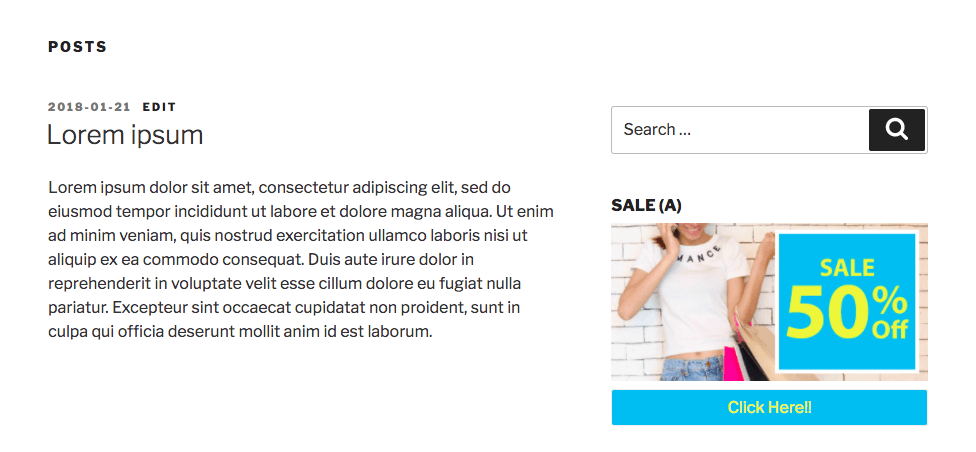 POSTS
2018-01-21 EDIT
Lorem ipsum
Lorem ipsum dolor sit amet, consectetur adipiscing elit, sed do
eiusmod tempor incididunt ut labore et dolore magna aliqua. Ut enim
ad minim veniam, quis nostrud exercitation ullamco laboris nisi ut
aliquip ex ea commodo consequat. Duis aute irure dolor in
reprehenderit in voluptate velit esse cillum dolore eu fugiat nulla
pariatur. Excepteur sint occaecat cupidatat non proident, sunt in
culpa qui officia deserunt mollit anim id est laborum.
Search ...
SALE (A)
MANCE
SALE
50%
Off
Click Here!!